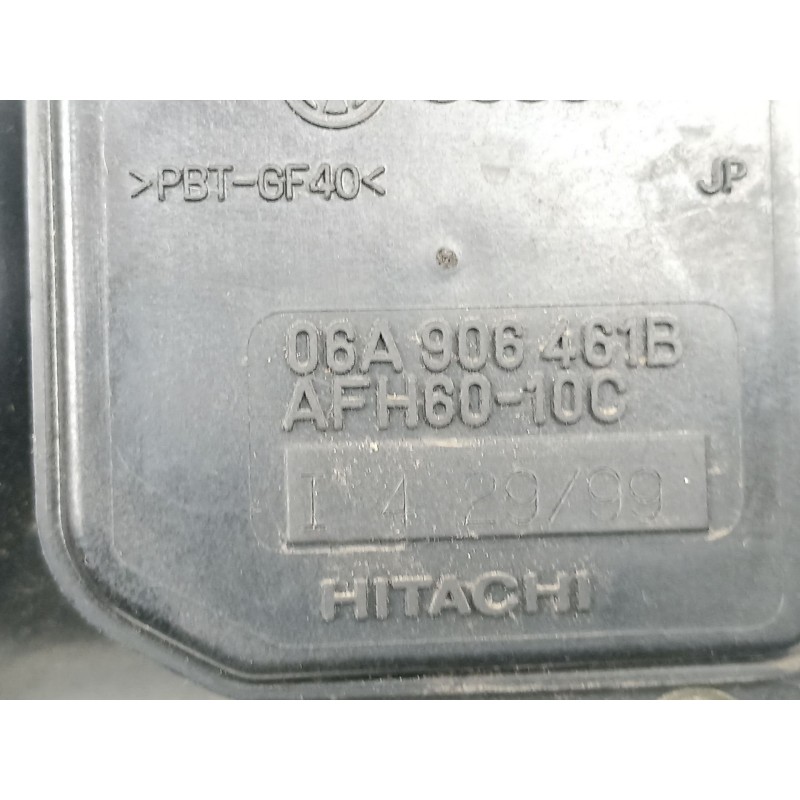 >PBT-GF40<
JP
06A 906 461B
AFH60-10C
I 4 29/99
HITACHI